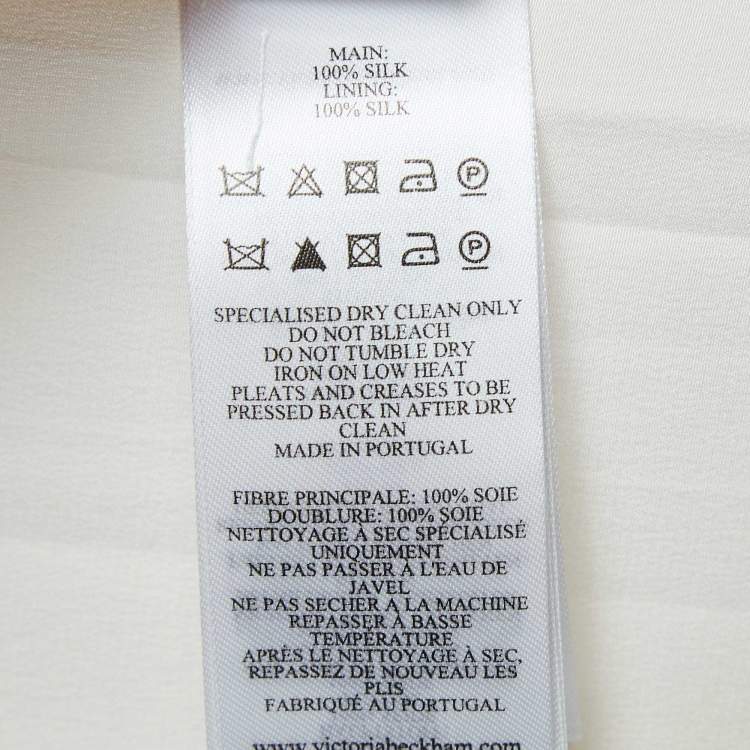 MAIN:
100% SILK
LINING:
100% SILK
P
P
SPECIALISED DRY CLEAN ONLY
DO NOT BLEACH
DO NOT TUMBLE DRY
IRON ON LOW HEAT
PLEATS AND CREASES TO BE
PRESSED BACK IN AFTER DRY
CLEAN
MADE IN PORTUGAL
FIBRE PRINCIPALE: 100% SOIE
DOUBLURE: 100% SOIE
NETTOYAGE À SEC SPÉCIALISÉ
UNIQUEMENT
NE PAS PASSER À L'EAU DE
JAVEL
NE PAS SECHER A LA MACHINE
REPASSER À BASSE
TEMPÉRATURE
APRÈS LE NETTOYAGE À SEC,
REPASSEZ DE NOUVEAU LES
PLIS
FABRIQUÉ AU PORTUGAL
www.victoriabeckham.com